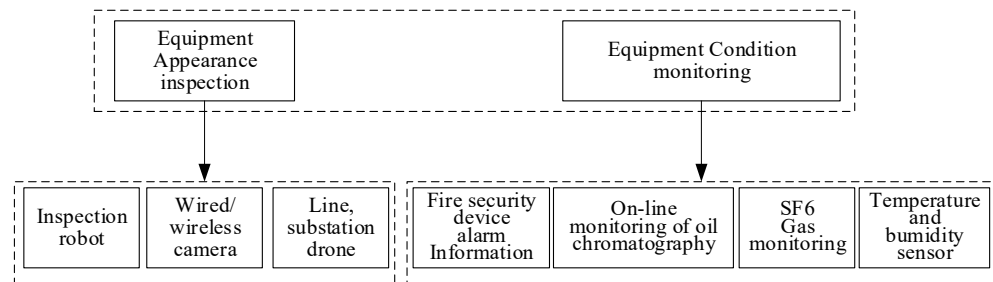 Equipment
Appearance
inspection
Equipment Condition
monitoring
Inspection
robot
Wired/
wireless
camera
Line,
substation
drone
Fire security
device
alarm
Information
On-line
monitoring of oil
chromatography
SF6
Gas
monitoring
Temperature
and
bumidity
sensor